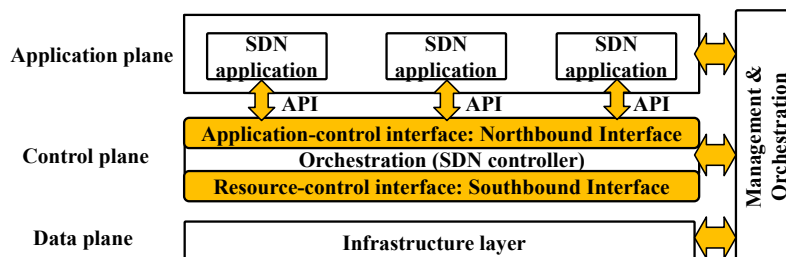 Application plane
SDN
application
SDN
application
SDN
application
API
API
API
Management &
Orchestration
Control plane
Application-control interface: Northbound Interface
Orchestration (SDN controller)
Resource-control interface: Southbound Interface
Data plane
Infrastructure layer